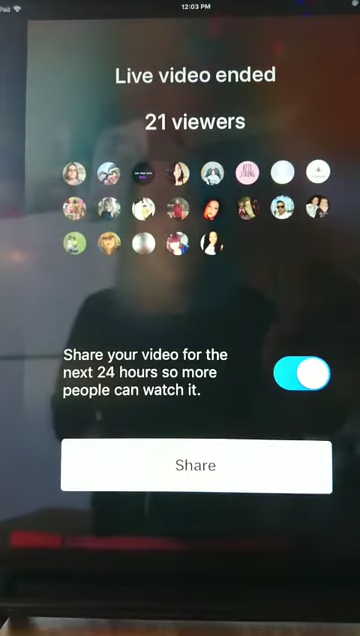 iPad
12:03 PM
Live video ended
21 viewers
Share your video for the
next 24 hours so more
people can watch it.
Share